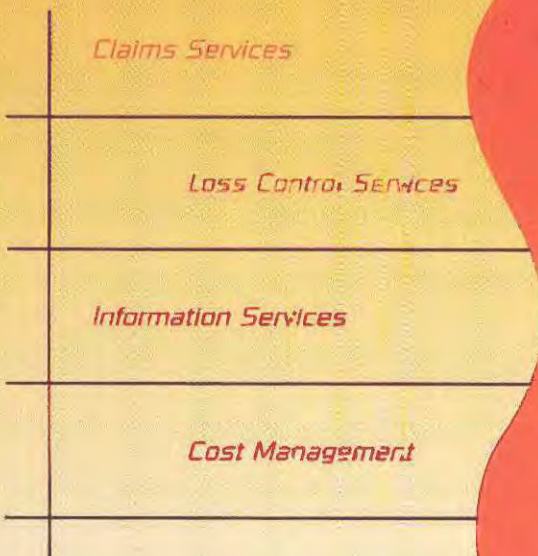 Claims Services
Loss Control Services
Information Services
Cost Management